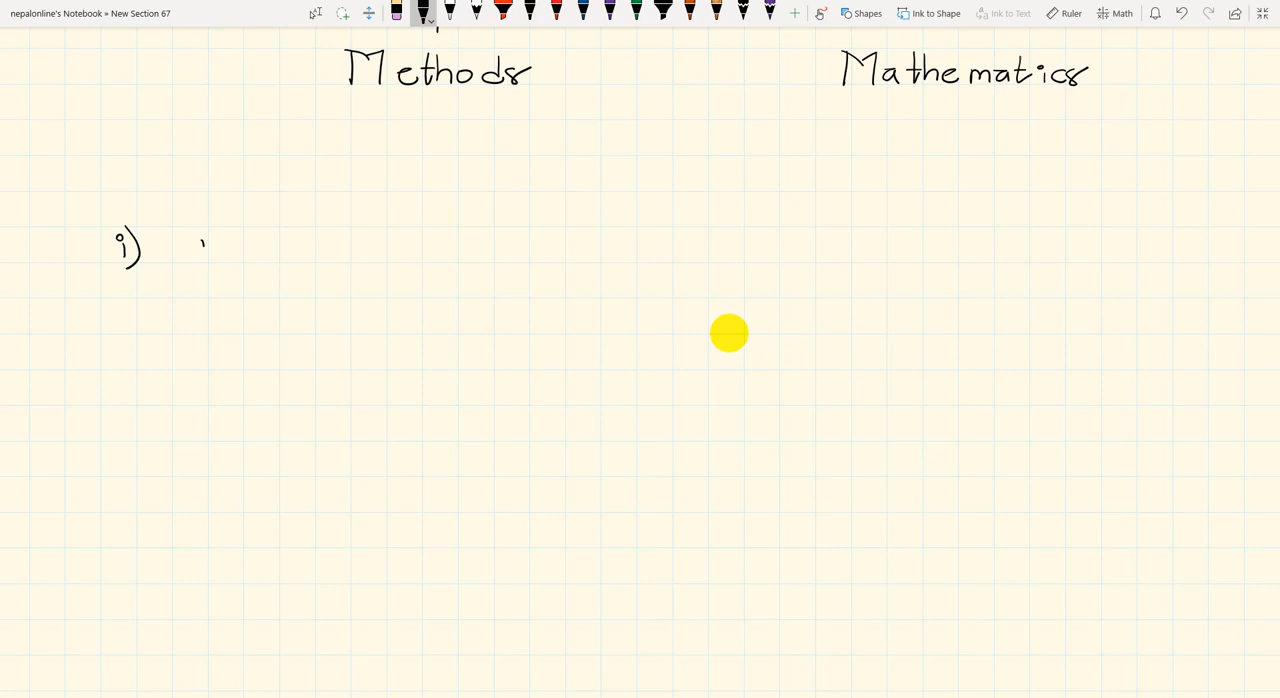 nepalonline's Notebook » New Section 67
Shapes Ink to Shape Ink to Text Ruler Math
Methods Mathematics
i)